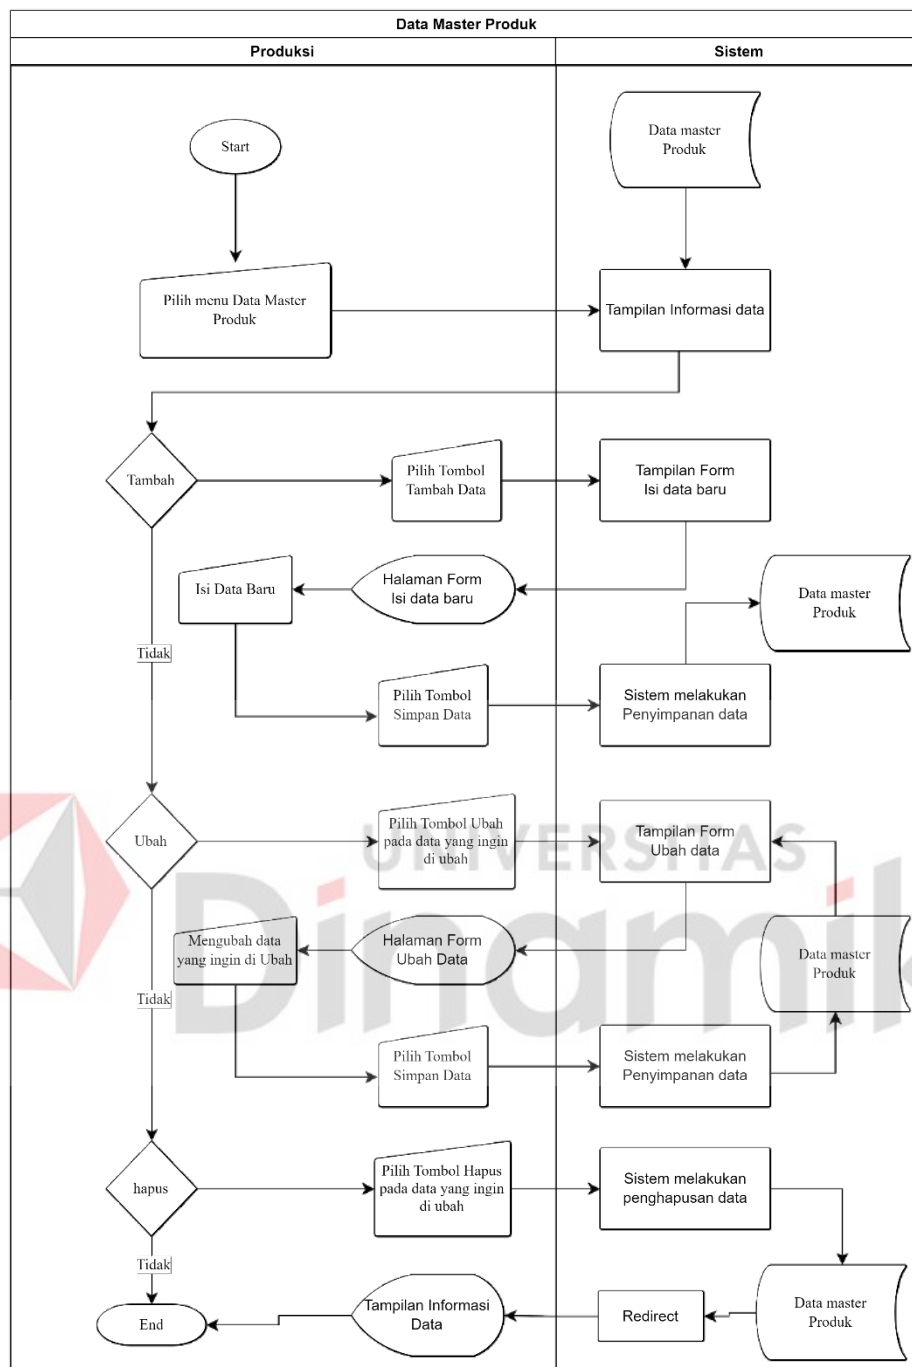 Data Master Produk
Produksi
Sistem
Start
Data master
Produk
Pilih menu Data Master
Produk
Tampilan Informasi data
Tambah
Pilih Tombol
Tambah Data
Tampilan Form
Isi data baru
Isi Data Baru
Halaman Form
Isi data baru
Data master
Produk
Tidak
Pilih Tombol
Simpan Data
Sistem melakukan
Penyimpanan data
Ubah
Pilih Tombol Ubah
pada data yang ingin
di ubah
Tampilan Form
Ubah data
UNIVERSITAS
Dinamik
Mengubah data
yang ingin di Ubah
Halaman Form
Ubah Data
Data master
Produk
Tidak
Pilih Tombol
Simpan Data
Sistem melakukan
Penyimpanan data
hapus
Pilih Tombol Hapus
pada data yang ingin
di ubah
Sistem melakukan
penghapusan data
Tidak
End
Tampilan Informasi
Data
Redirect
Data master
Produk